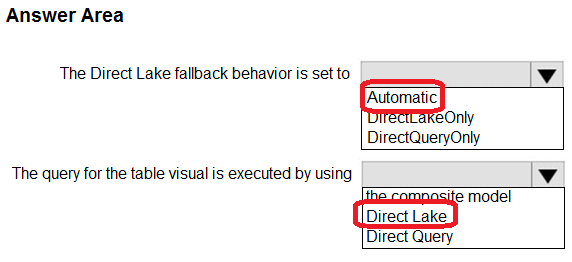 Answer Area
The Direct Lake fallback behavior is set to
Automatic
DirectLakeOnly
DirectQueryOnly
The query for the table visual is executed by using
the composite model
Direct Lake
Direct Query